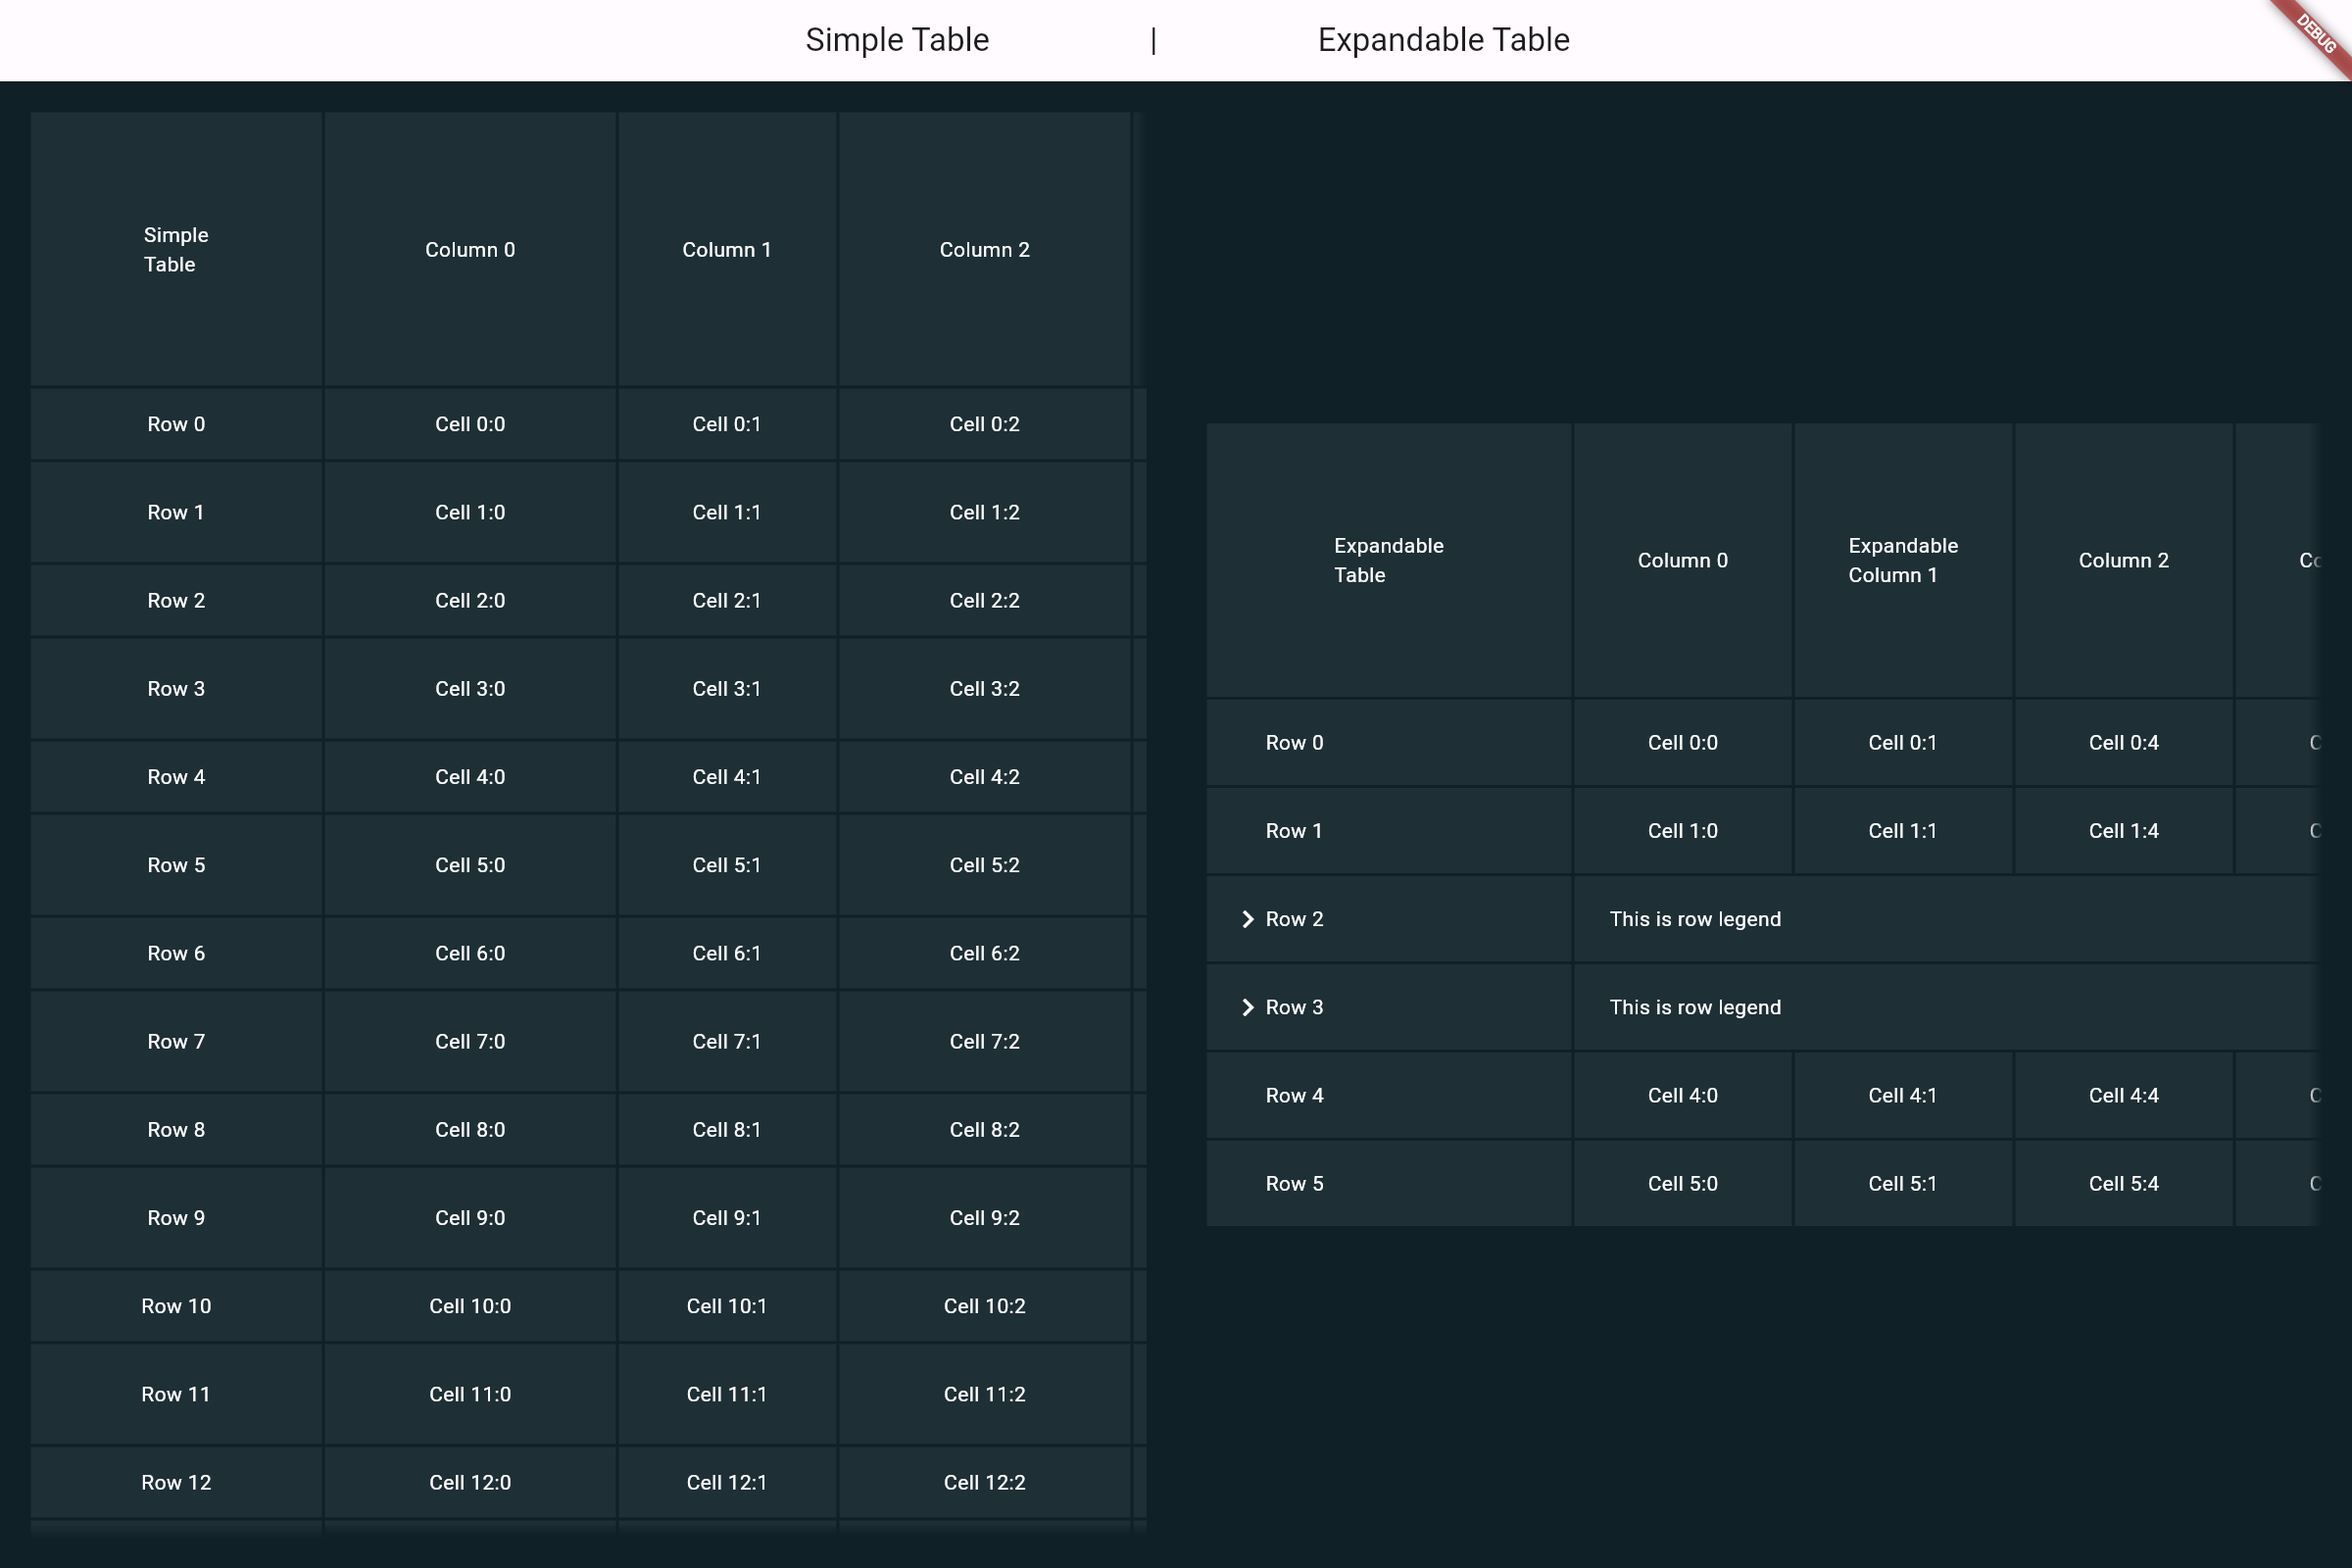 Simple Table | Expandable Table
DEBUG
Simple
Table
Column 0 Column 1 Column 2
Row 0 Cell 0:0 Cell 0:1 Cell 0:2
Row 1 Cell 1:0 Cell 1:1 Cell 1:2
Row 2 Cell 2:0 Cell 2:1 Cell 2:2
Row 3 Cell 3:0 Cell 3:1 Cell 3:2
Row 4 Cell 4:0 Cell 4:1 Cell 4:2
Row 5 Cell 5:0 Cell 5:1 Cell 5:2
Row 6 Cell 6:0 Cell 6:1 Cell 6:2
Row 7 Cell 7:0 Cell 7:1 Cell 7:2
Row 8 Cell 8:0 Cell 8:1 Cell 8:2
Row 9 Cell 9:0 Cell 9:1 Cell 9:2
Row 10 Cell 10:0 Cell 10:1 Cell 10:2
Row 11 Cell 11:0 Cell 11:1 Cell 11:2
Row 12 Cell 12:0 Cell 12:1 Cell 12:2
Expandable
Table
Column 0
Expandable
Column 1
Column 2
Row 0 Cell 0:0 Cell 0:1 Cell 0:4
Row 1 Cell 1:0 Cell 1:1 Cell 1:4
Row 2 This is row legend
Row 3 This is row legend
Row 4 Cell 4:0 Cell 4:1 Cell 4:4
Row 5 Cell 5:0 Cell 5:1 Cell 5:4